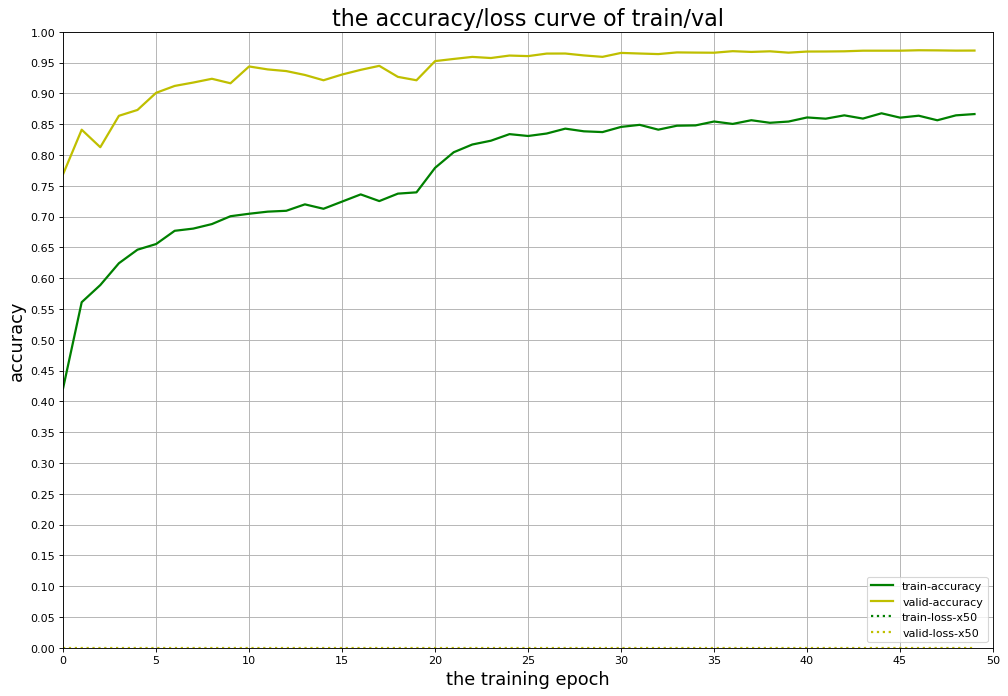 the accuracy/loss curve of train/val
1.00
0.95
0.90
0.85
0.80
0.75
0.70
0.65
0.60
0.55
0.50
0.45
0.40
0.35
0.30
0.25
0.20
0.15
0.10
0.05
0.00
accuracy
train-accuracy
valid-accuracy
train-loss-x50
valid-loss-x50
0 5 10 15 20 25 30 35 40 45 50
the training epoch